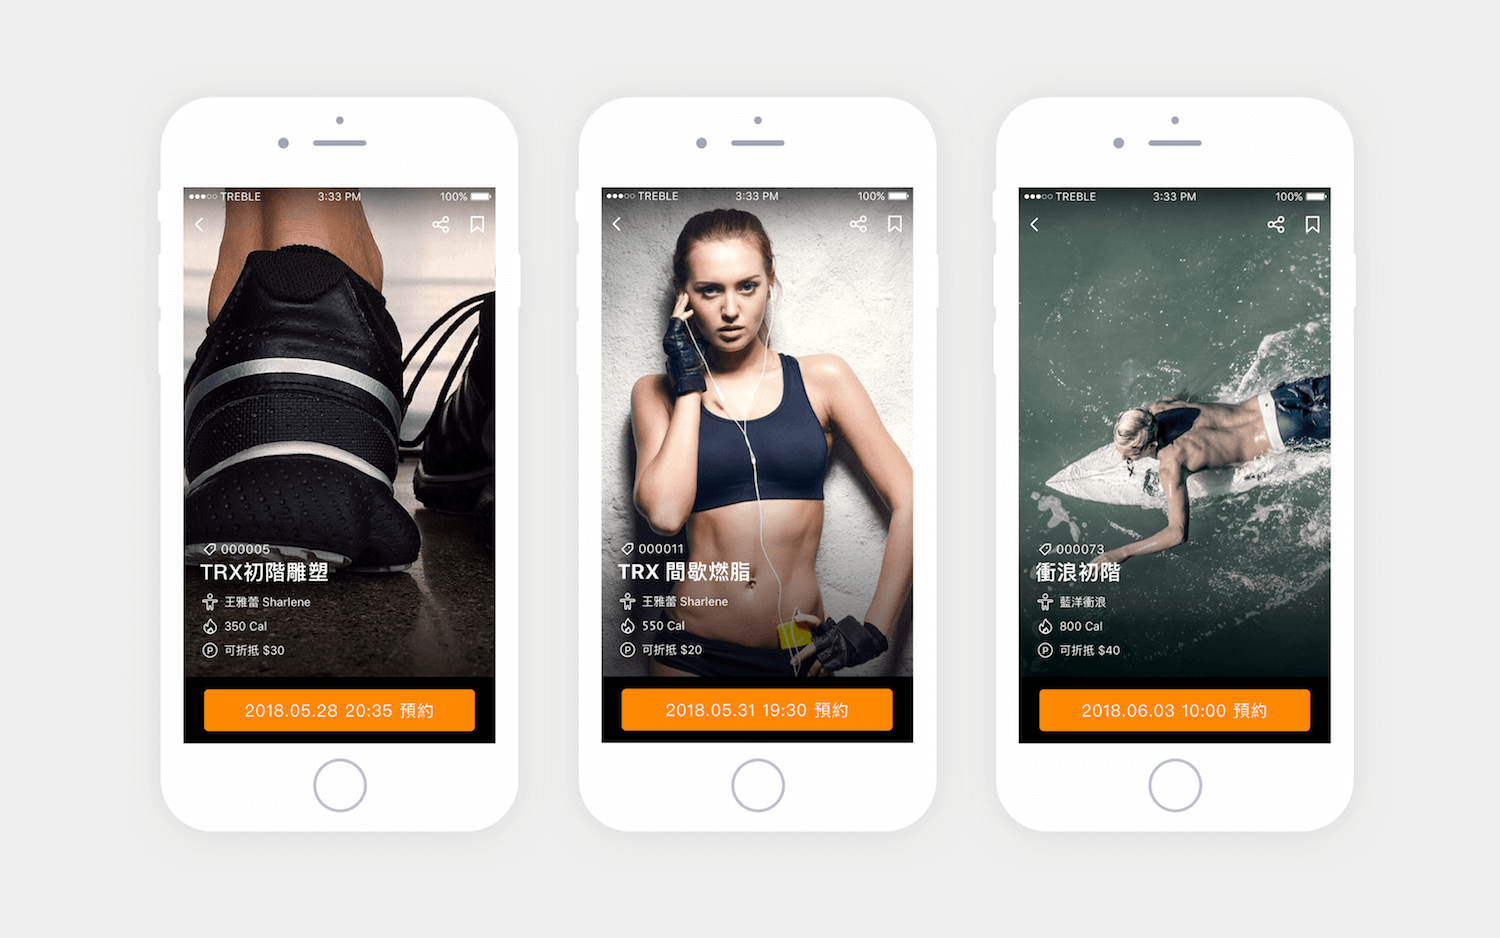 TREBLE 3:33 PM 100%
000005
TRX初階雕塑
王雅蕾 Sharlene
350 Cal
P 可折抵 $30
2018.05.28 20:35 預約
TREBLE 3:33 PM 100%
000011
TRX 間歇燃脂
王雅蕾 Sharlene
550 Cal
P 可折抵 $20
2018.05.31 19:30 預約
TREBLE 3:33 PM 100%
000073
衝浪初階
藍洋衝浪
800 Cal
P 可折抵 $40
2018.06.03 10:00 預約